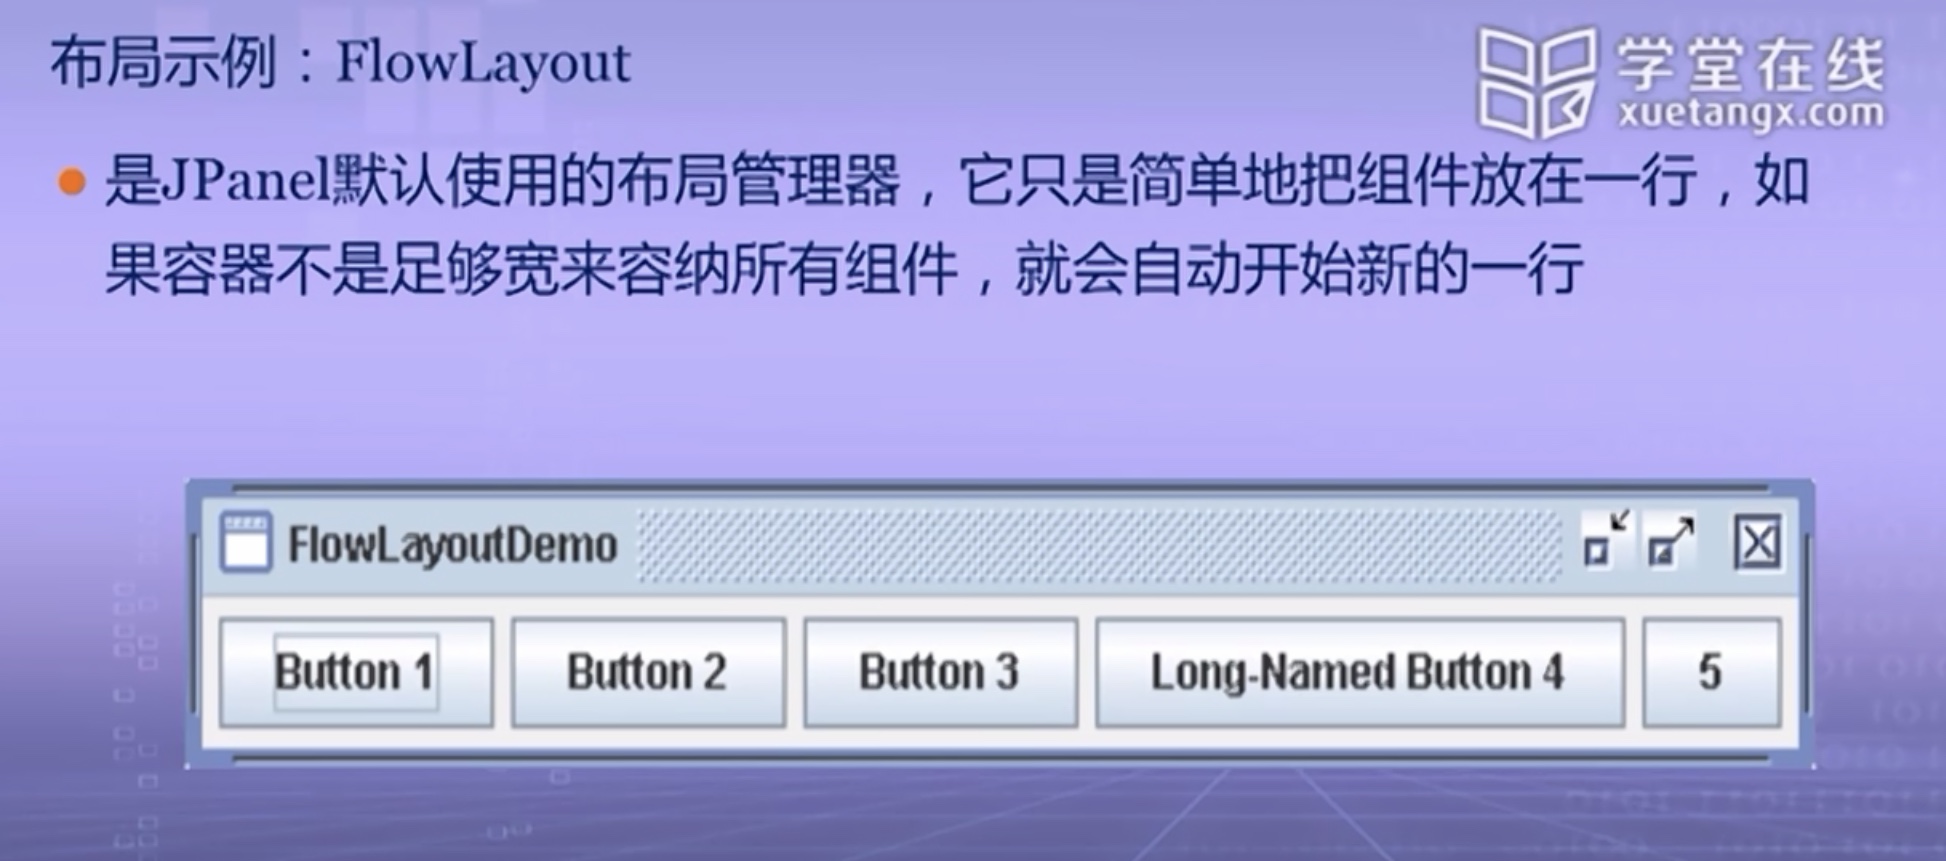 布局示例：FlowLayout
学堂在线
xuetangx.com
是JPanel默认使用的布局管理器，它只是简单地把组件放在一行，如
果容器不是足够宽来容纳所有组件，就会自动开始新的一行
FlowLayoutDemo
Button 1 Button 2 Button 3 Long-Named Button 4 5